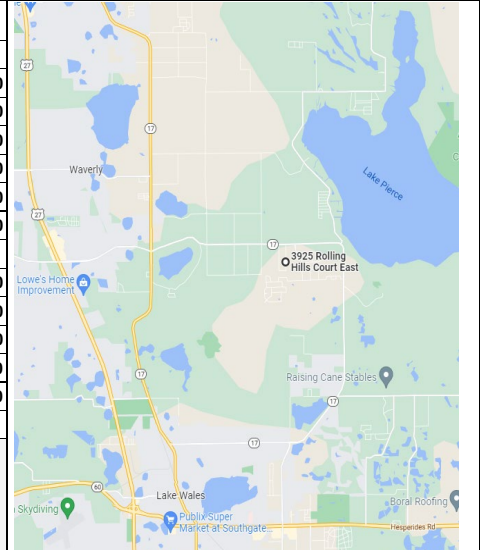 27
17
Waverly
Lake Pierce
27
17
3925 Rolling
Hills Court East
Lowe's Home
Improvement
17
Raising Cane Stables
17
17
60
Lake Wales
Skydiving
Publix Super
Market at Southgate
Boral Roofing
Hesperides Rd